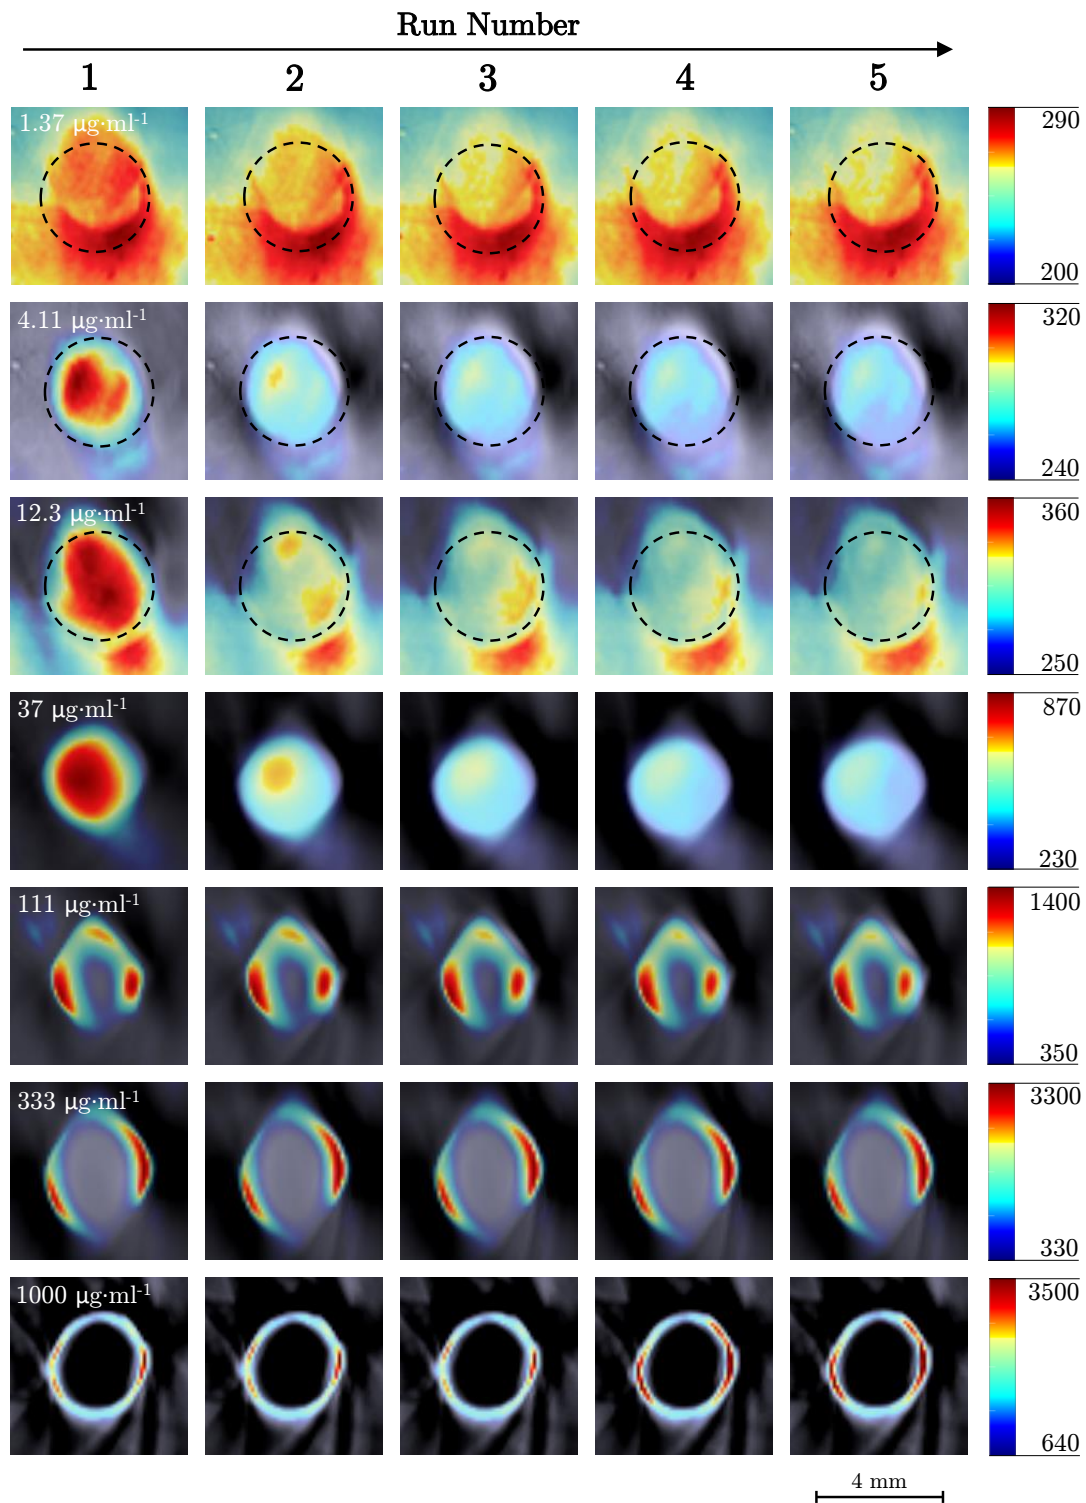 Run Number
1 2 3 4 5
1.37 µg·ml-1
290
200
4.11 µg·ml-1
320
240
12.3 µg·ml-1
360
250
37 µg·ml-1
870
230
111 µg·ml-1
1400
350
333 µg·ml-1
3300
330
1000 µg·ml-1
3500
640
4 mm